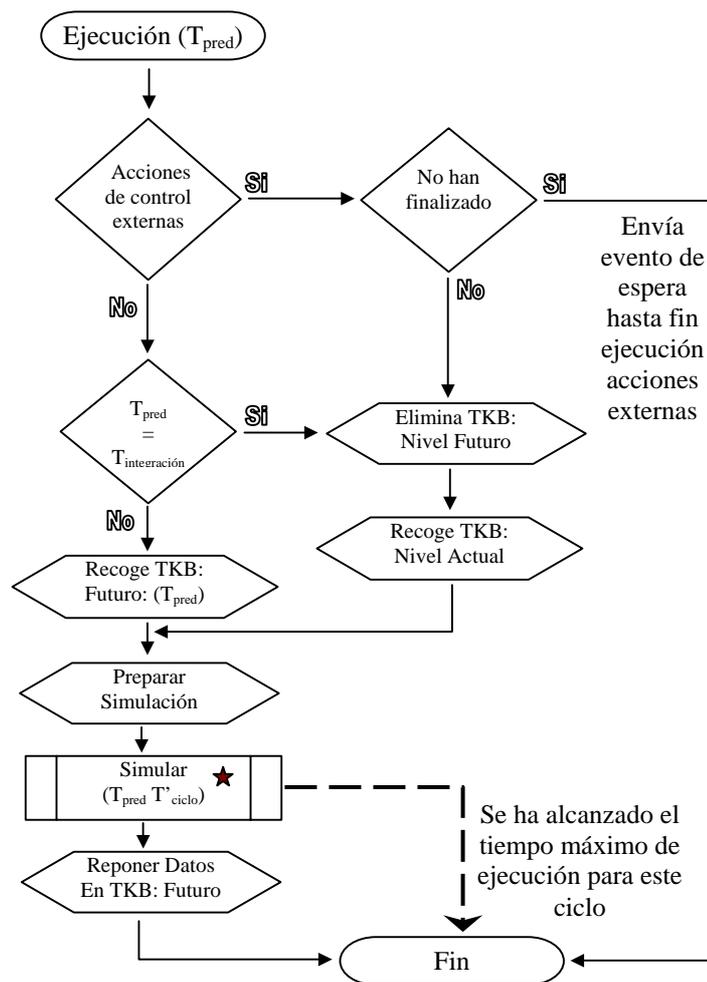 Ejecución (Tpred)
Acciones
de control
externas
Si
No han
finalizado
Si
Envía
evento de
espera
hasta fin
ejecución
acciones
externas
No
No
Tpred
=
Tintegración
Si
Elimina TKB:
Nivel Futuro
No
Recoge TKB:
Nivel Actual
Recoge TKB:
Futuro: (Tpred)
Preparar
Simulación
Simular
(Tpred T’ciclo)
Se ha alcanzado el
tiempo máximo de
ejecución para este
ciclo
Reponer Datos
En TKB: Futuro
Fin